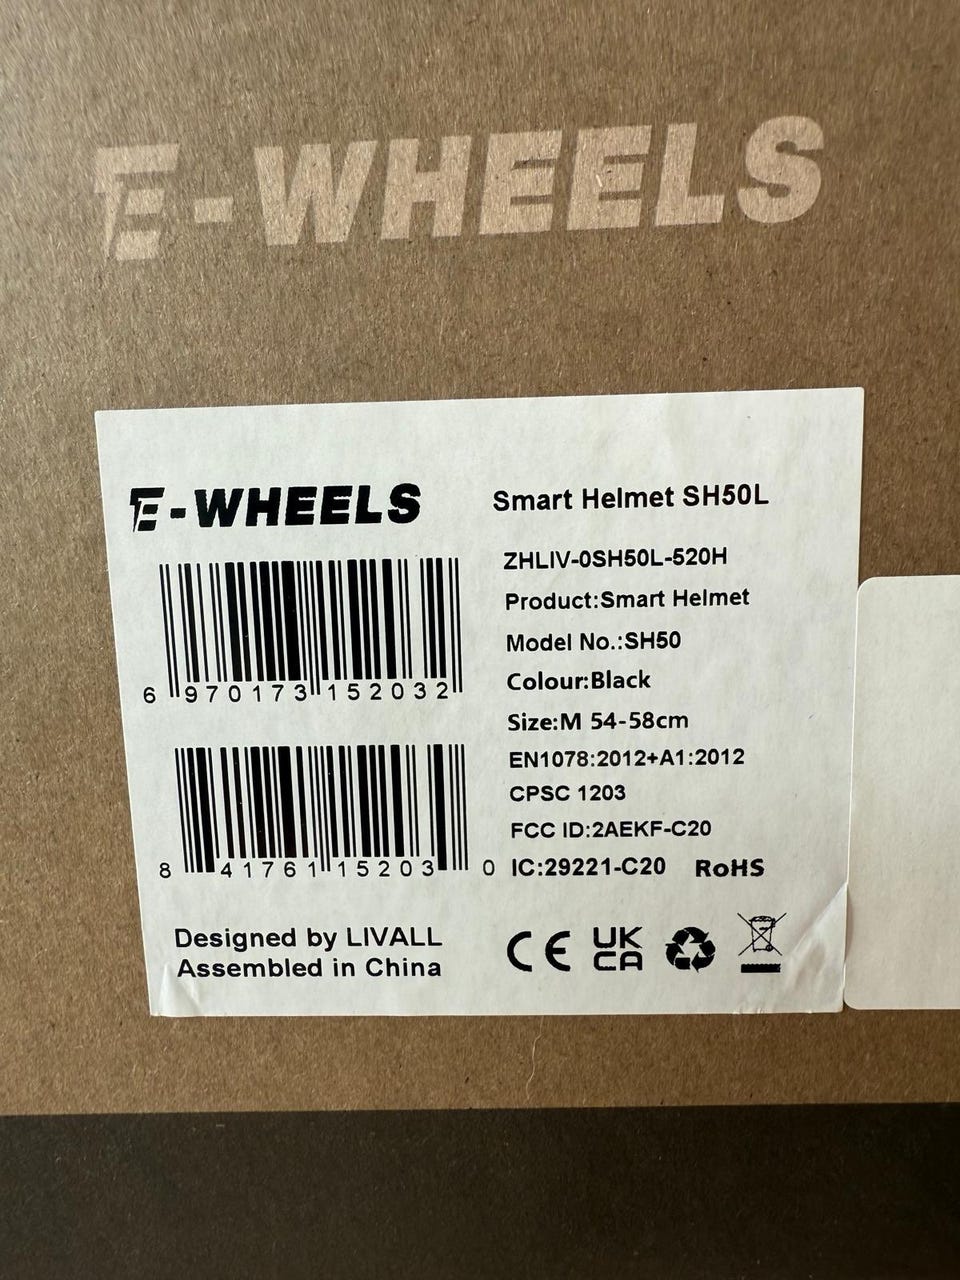 E-WHEELS
E-WHEELS
Smart Helmet SH50L
ZHLIV-0SH50L-520H
Product:Smart Helmet
Model No.:SH50
Colour:Black
Size:M 54-58cm
EN1078:2012+A1:2012
CPSC 1203
FCC ID:2AEKF-C20
IC:29221-C20 RoHS
6 970173 152032
8 41761 15203 0
Designed by LIVALL
Assembled in China
CE UKCA